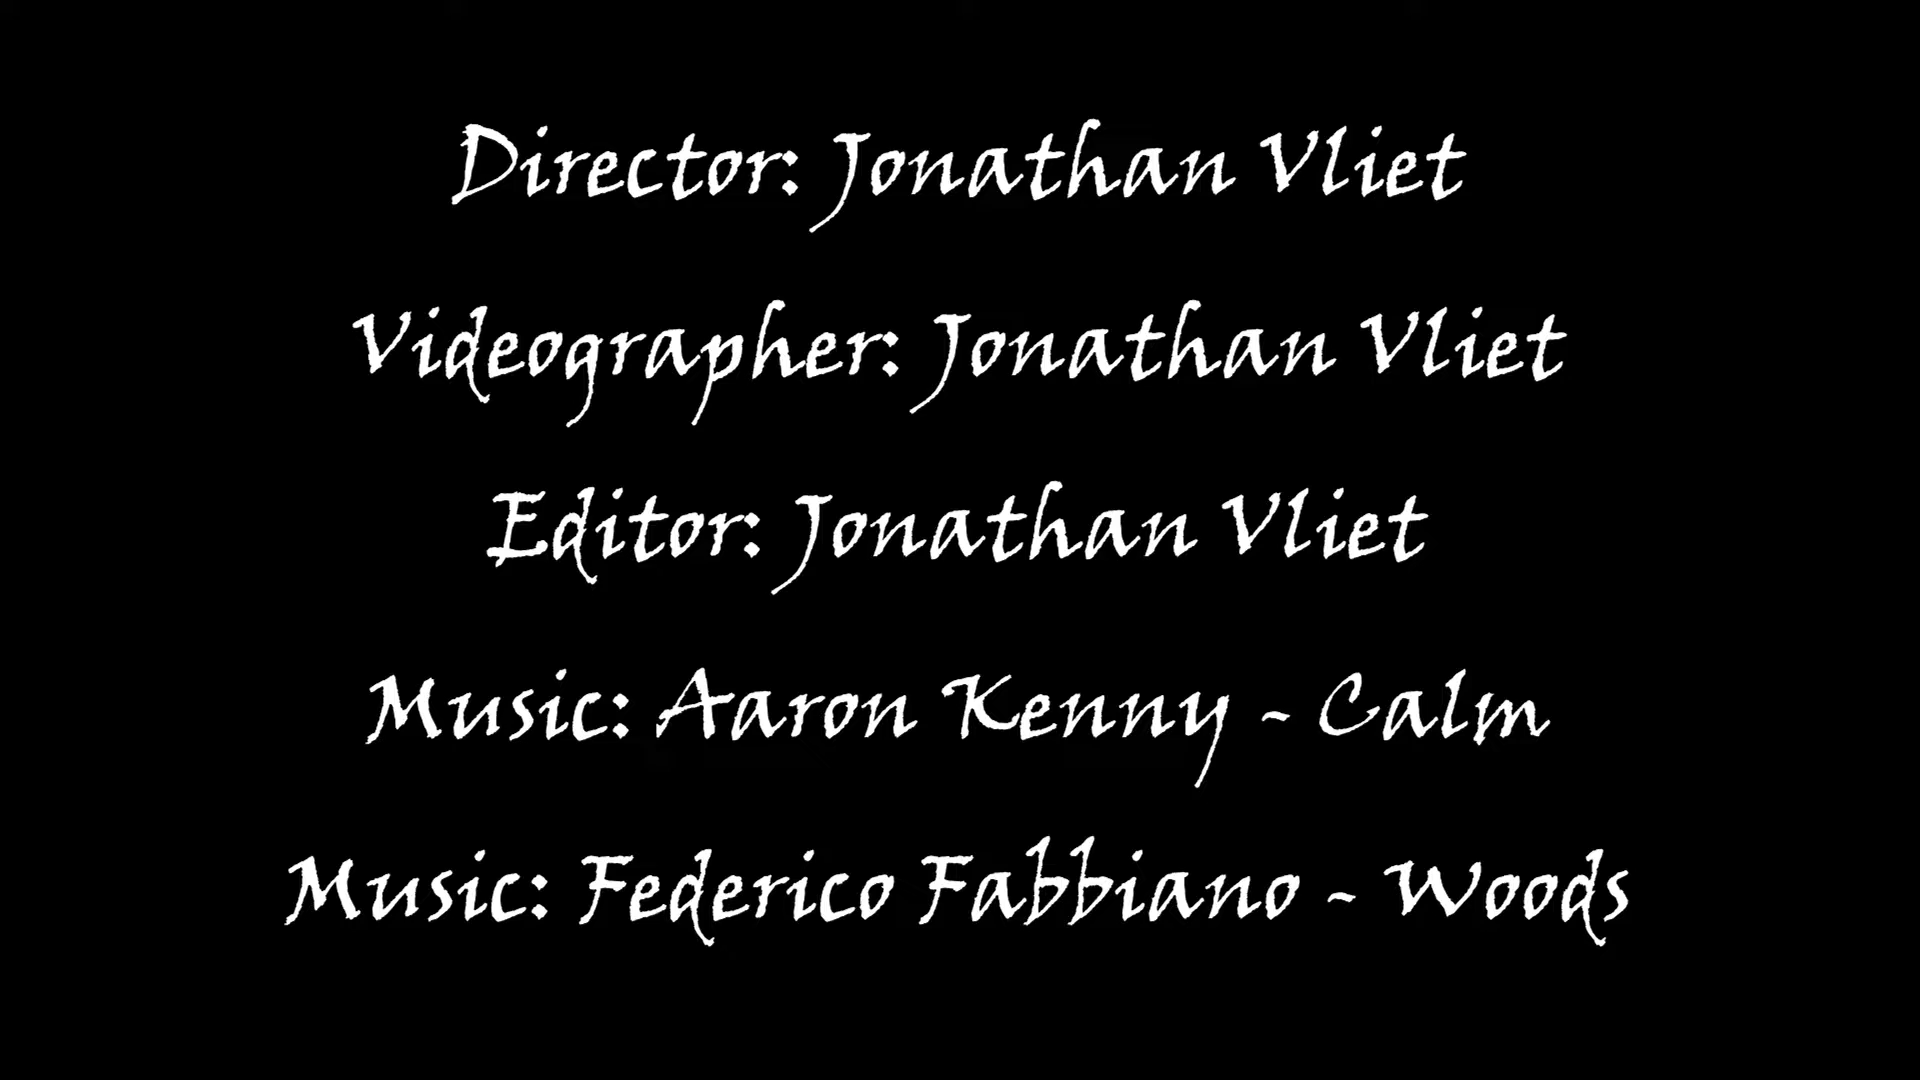 Director: Jonathan Vliet
Videographer: Jonathan Vliet
Editor: Jonathan Vliet
Music: Aaron Kenny - Calm
Music: Federico Fabbiano - Woods